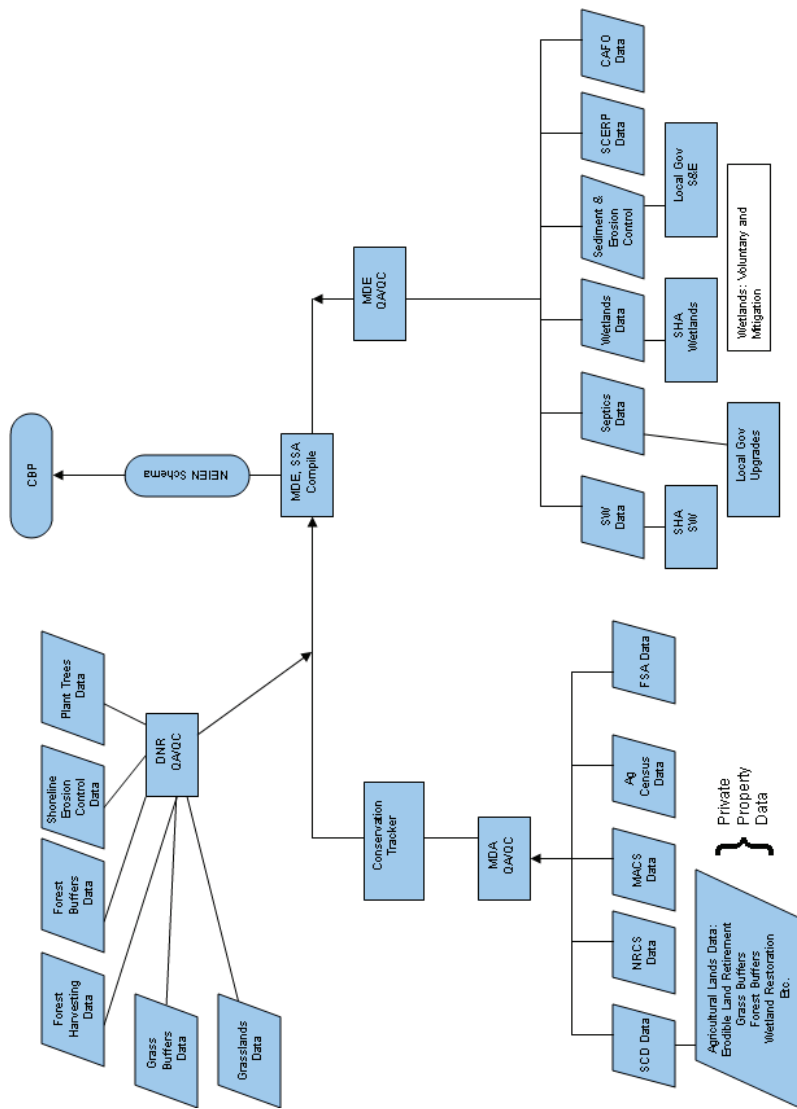 CBP
Plant Trees
Data
Shoreline
Erosion Control
Data
Forest
Buffers
Data
Forest
Harvesting
Data
Grass
Buffers
Data
Grasslands
Data
DNR
QA/QC
NEIEN Schema
MDE, SSA
Compile
MDE
QA/QC
Conservation
Tracker
MDA
QA/QC
SCD Data
NRCS
Data
MACS
Data
Ag
Census
Data
FSA Data
Agricultural Lands Data:
Erodible Land Retirement
Grass Buffers
Forest Buffers
Wetland Restoration
Etc.
}
Private
Property
Data
SW
Data
Septics
Data
Wetlands
Data
Sediment &
Erosion
Control
SCERP
Data
CAFO
Data
SHA
SW
Local Gov
Upgrades
SHA
Wetlands
Local Gov
S&E
Wetlands: Voluntary and
Mitigation